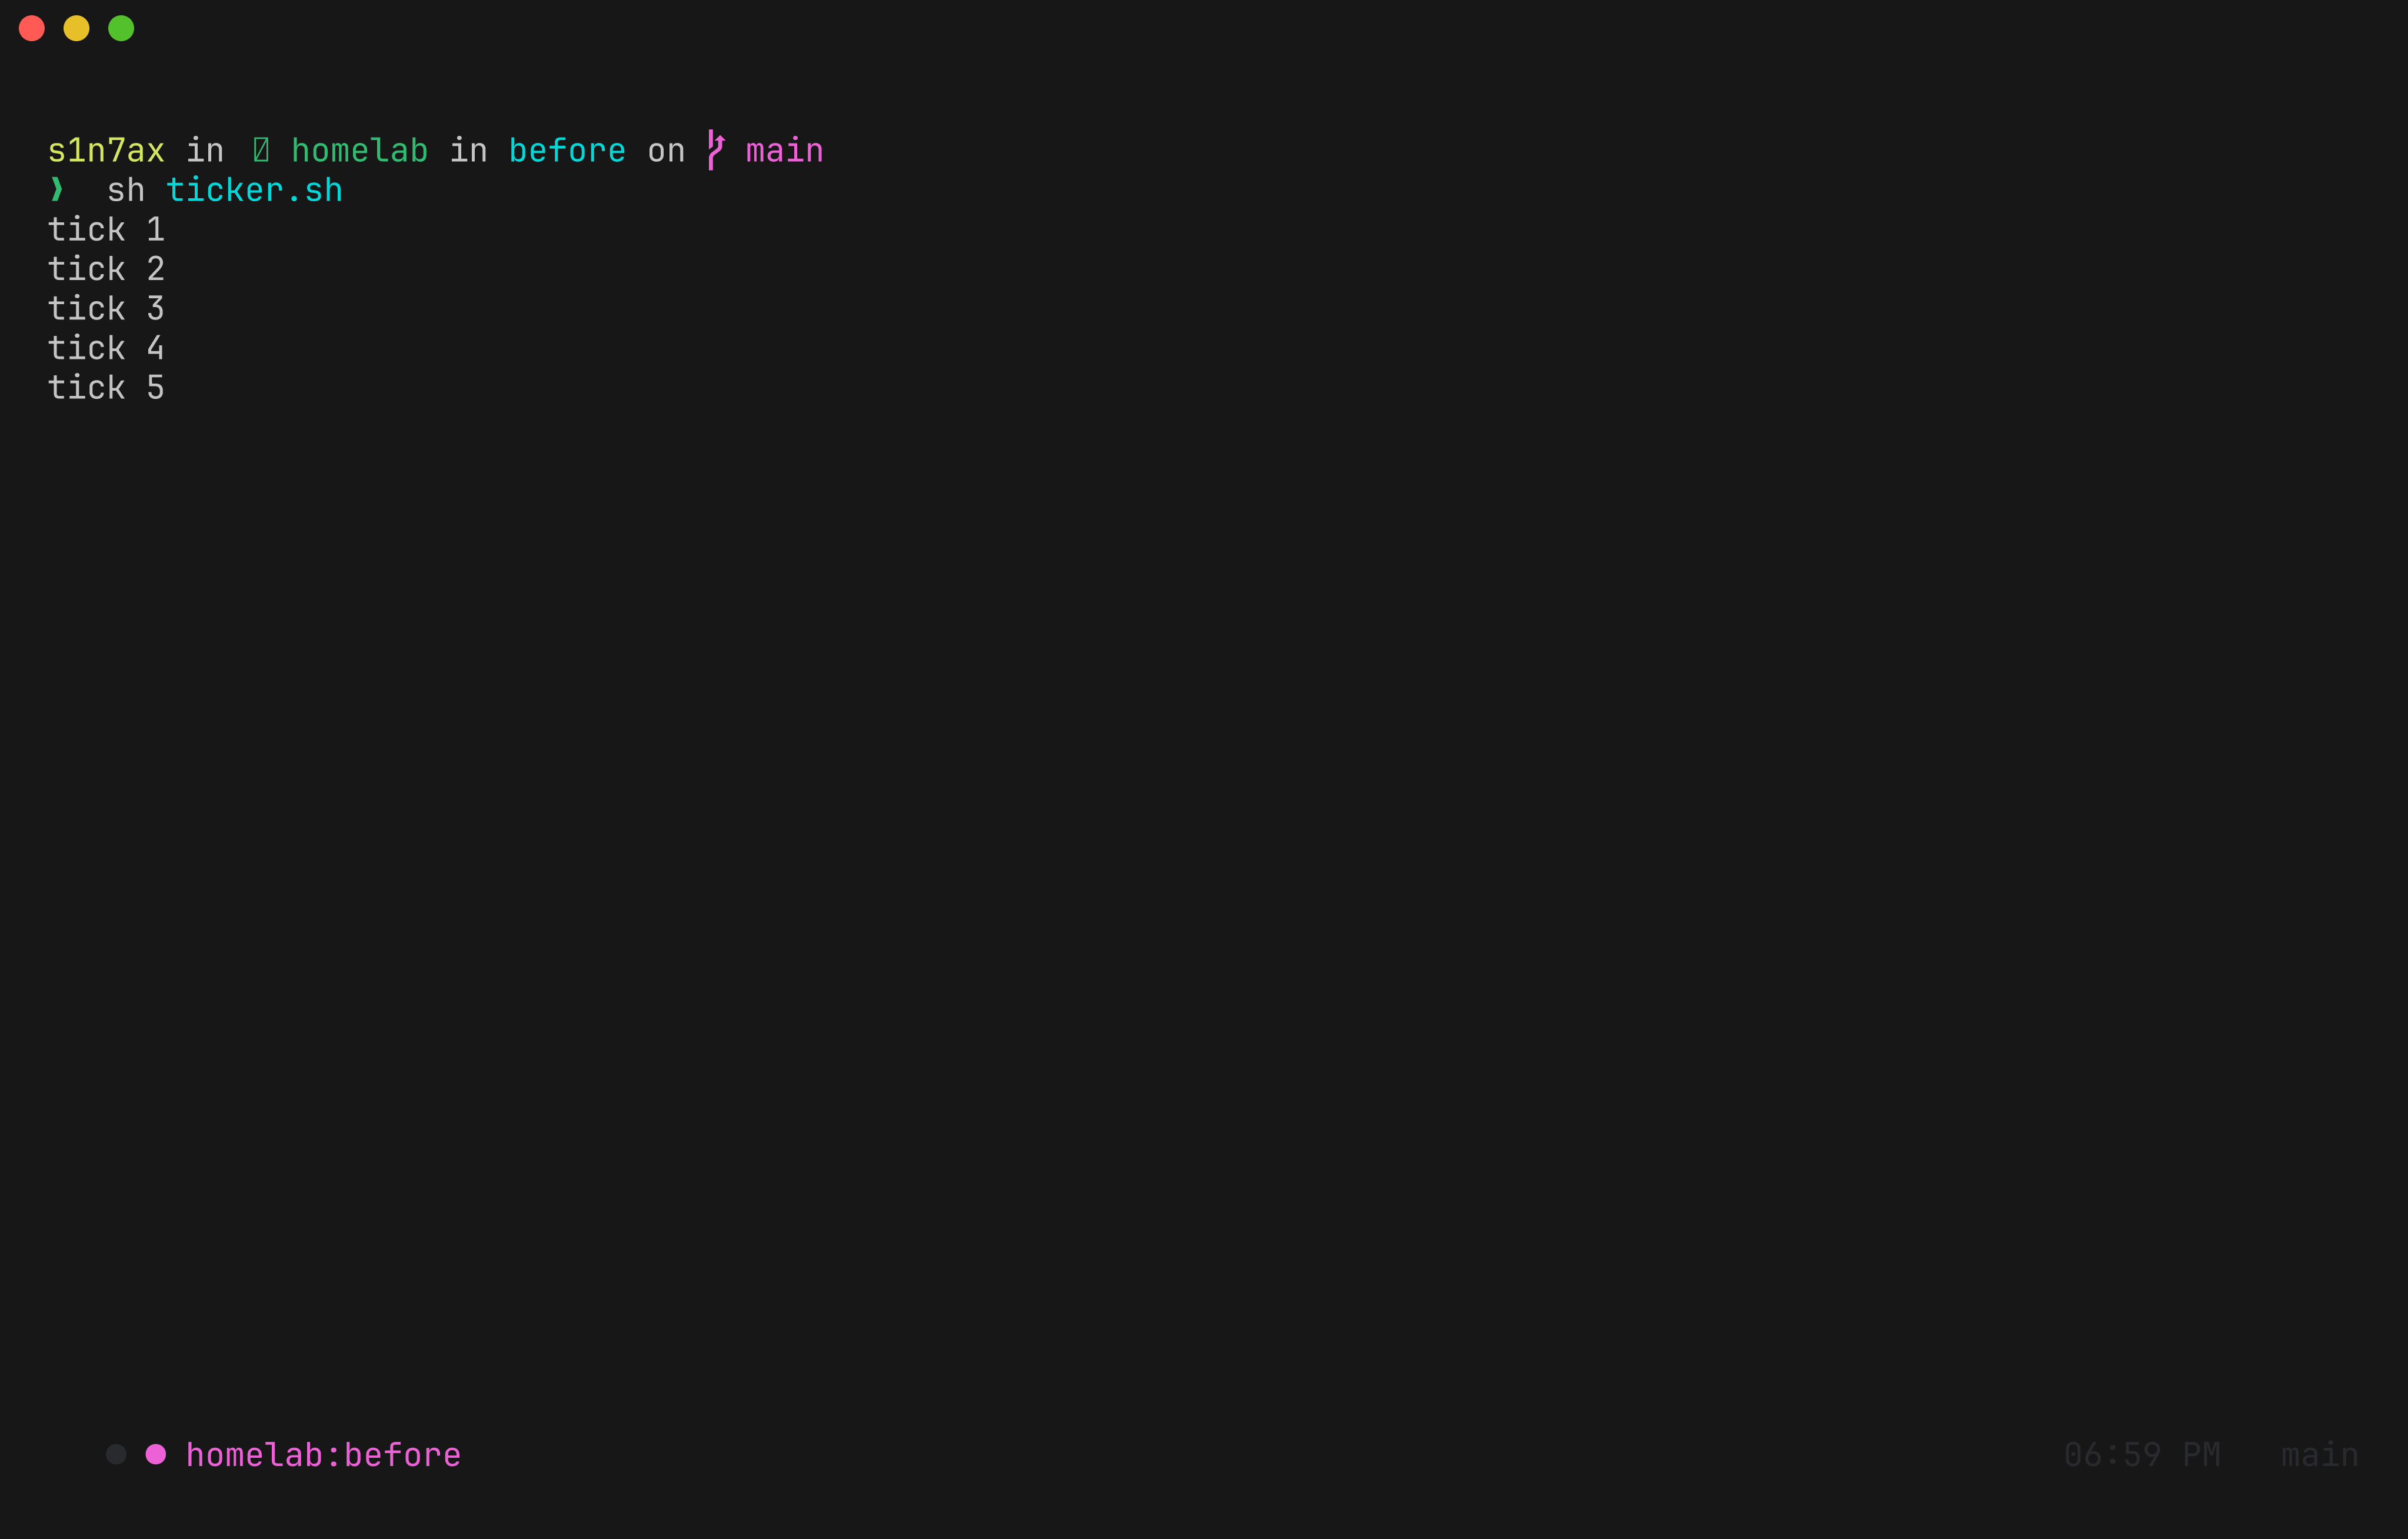 s1n7ax in homelab in before on main
❱ sh ticker.sh
tick 1
tick 2
tick 3
tick 4
tick 5
homelab:before 06:59 PM main